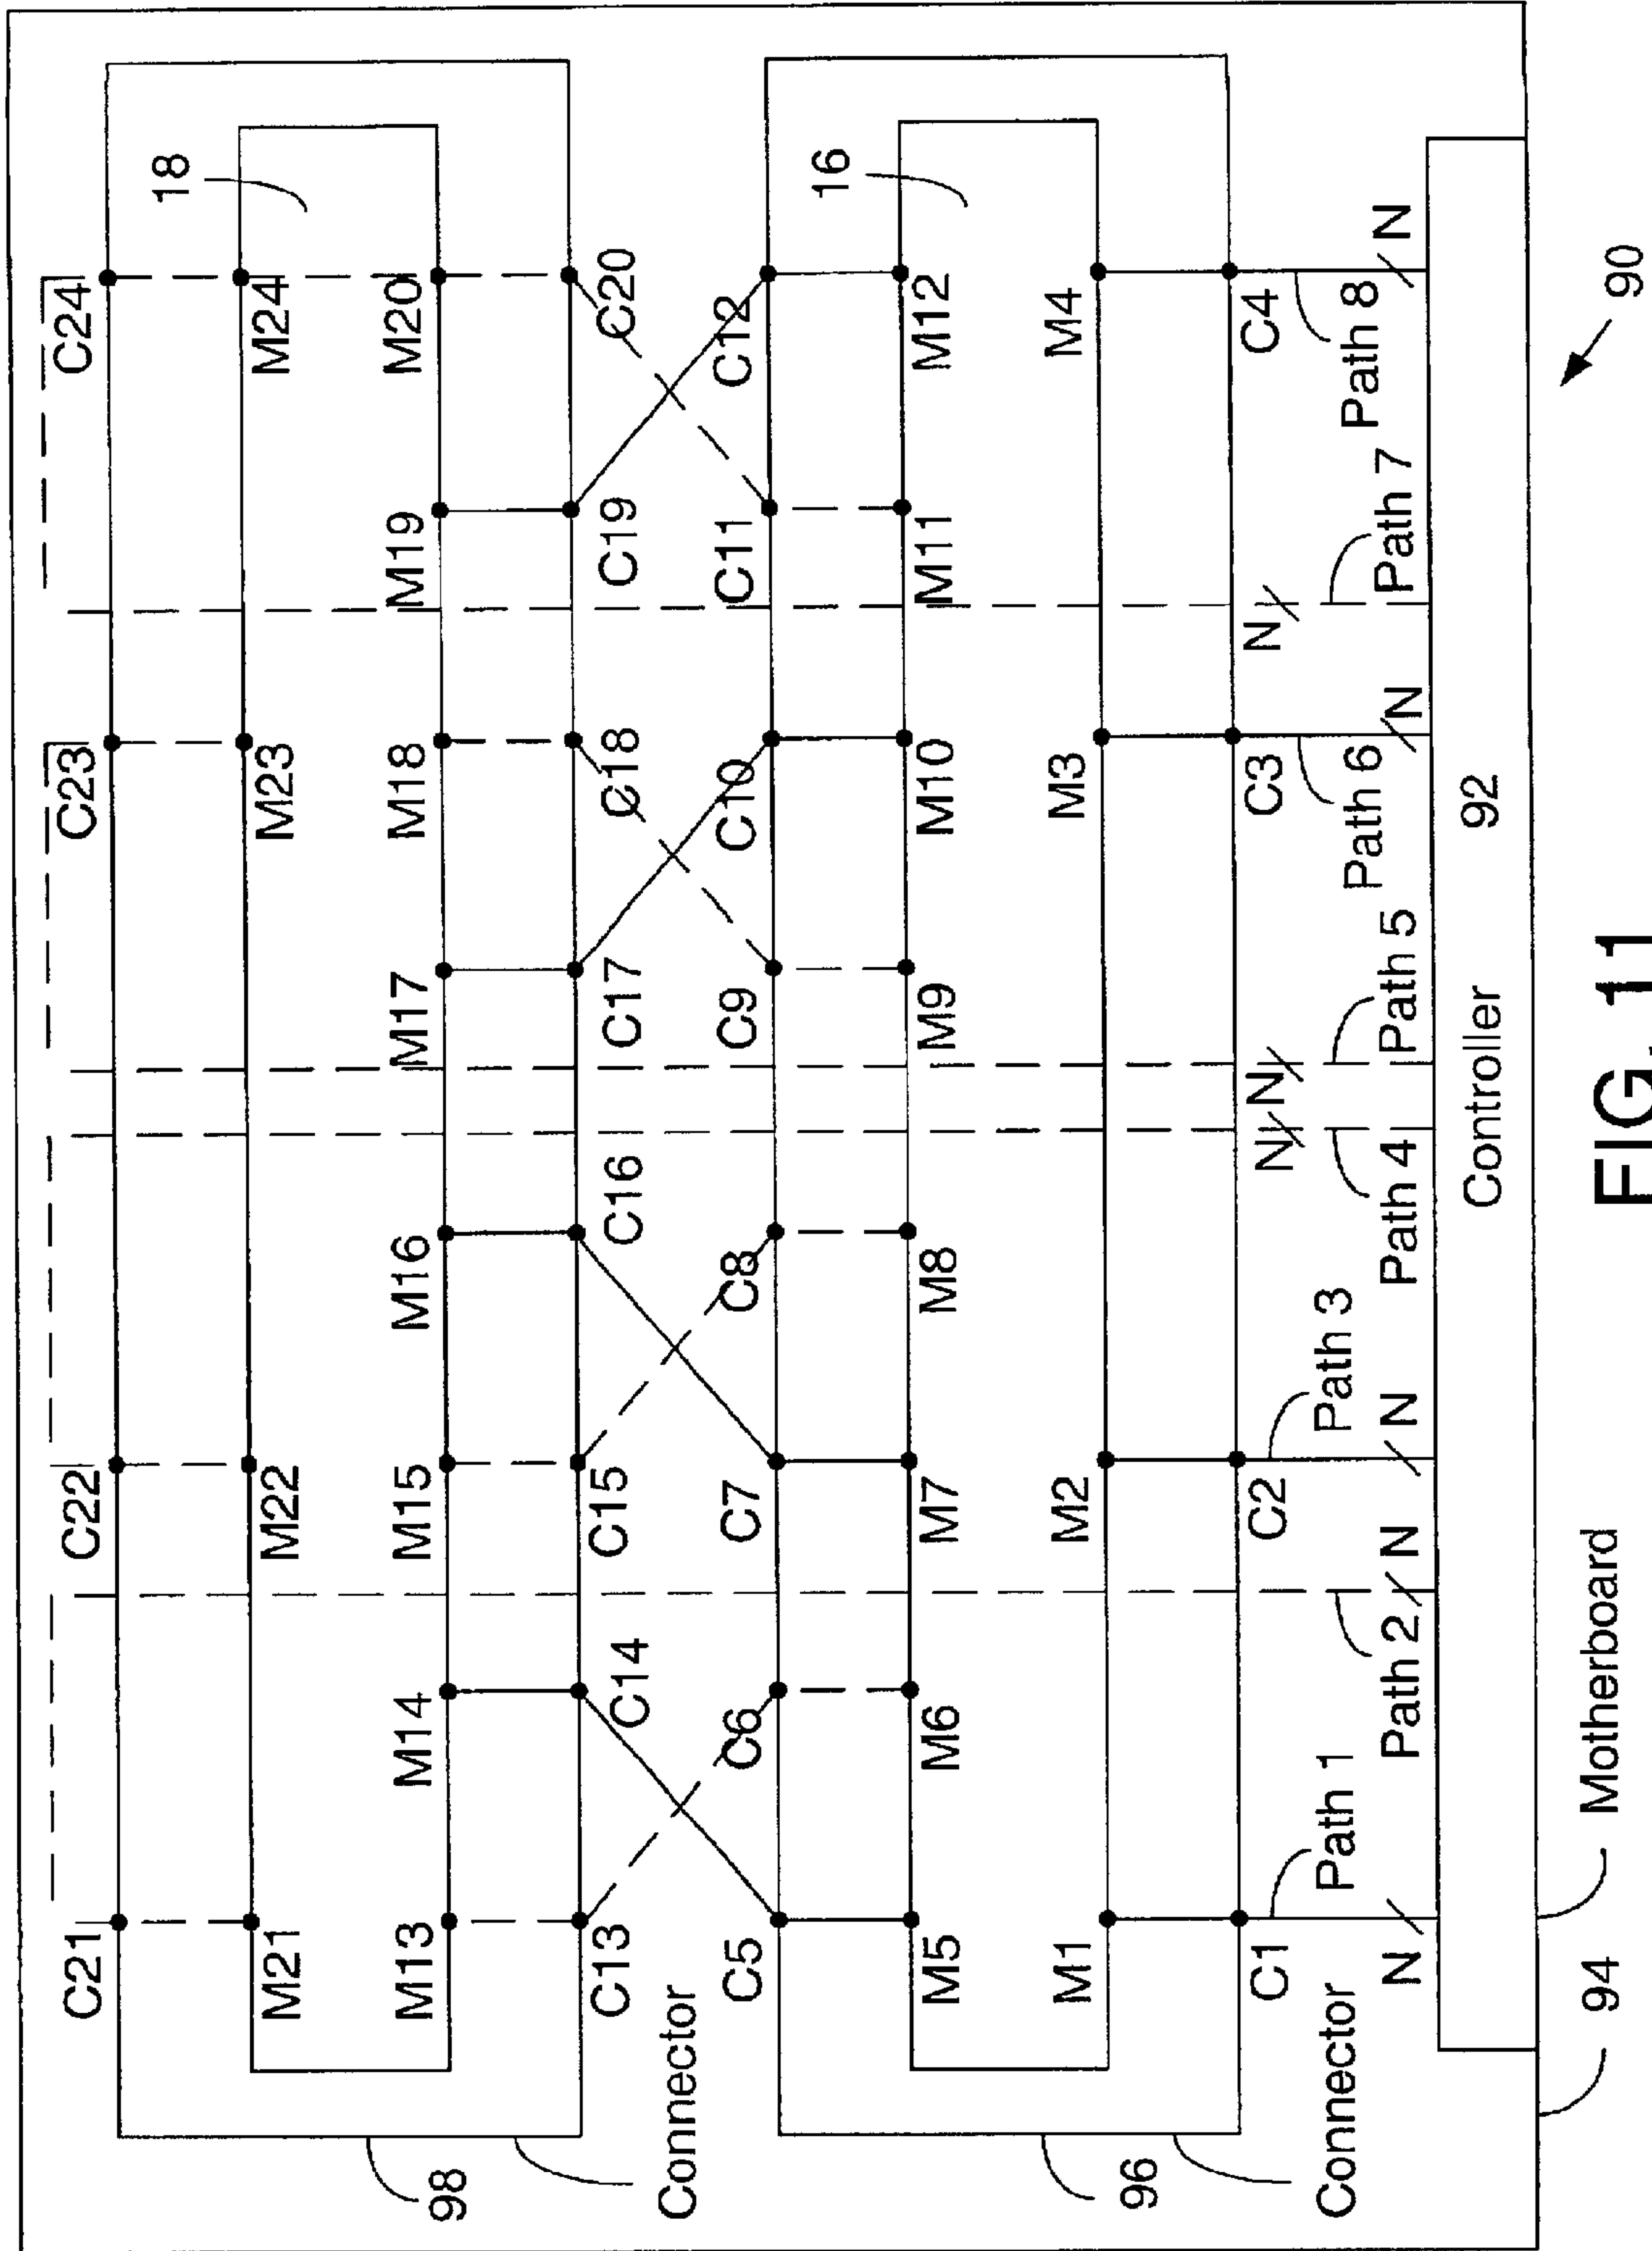 C21 C22 C23 C24
18
M21 M22 M23 M24
M13 M14 M15 M16 M17 M18 M19 M20
98
C13 C14 C15 C16 C17 C18 C19 C20
Connector
C5 C6 C7 C8 C9 C10 C11 C12
16
M5 M6 M7 M8 M9 M10 M11 M12
M1 M2 M3 M4
96
C1 C2 N N C3 N C4
Connector Path 1 Path 3 Path 6 Path 8
N Path 2 N N Path 4 Path 5 N Path 7 N
Controller 92
94 Motherboard 90
FIG. 11